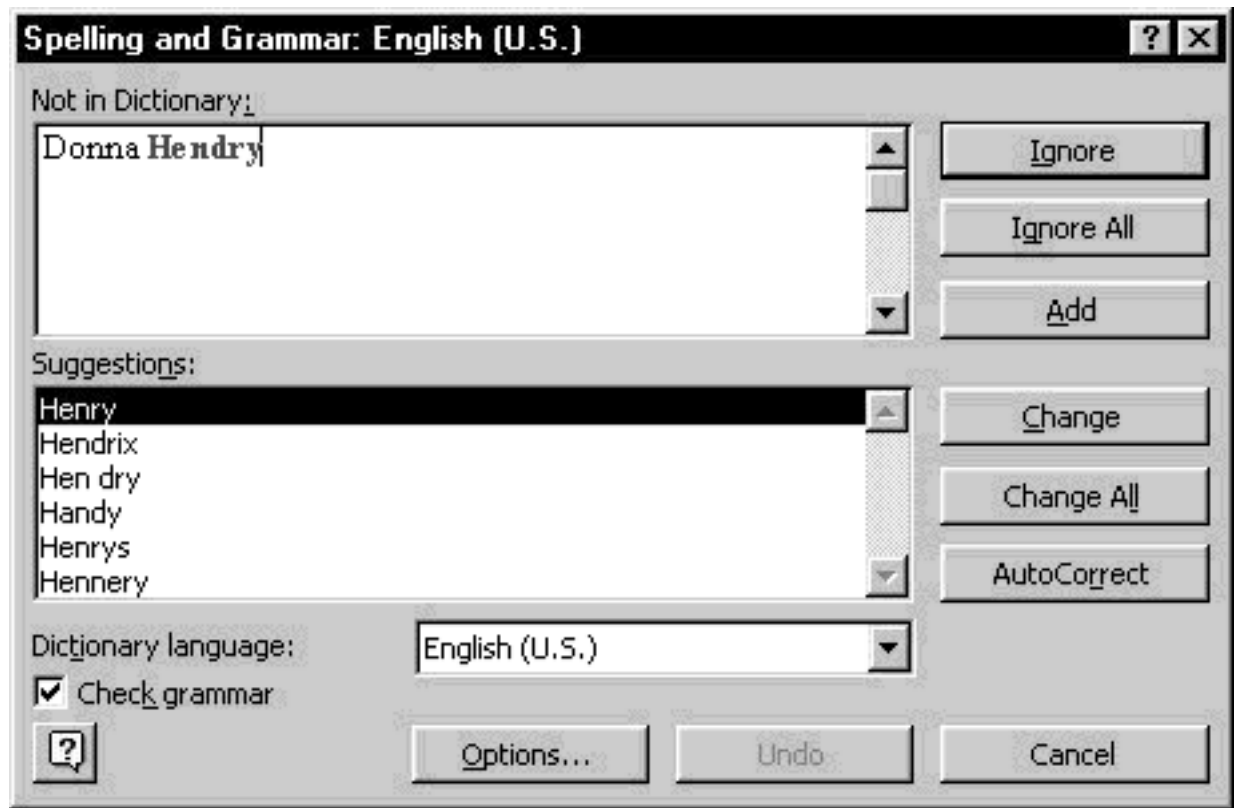 Spelling and Grammar: English (U.S.)
Not in Dictionary:
Donna Hendry
Ignore
Ignore All
Add
Suggestions:
Henry
Hendrix
Hen dry
Handy
Henrys
Hennery
Change
Change All
AutoCorrect
Dictionary language:
English (U.S.)
Check grammar
Options...
Undo
Cancel